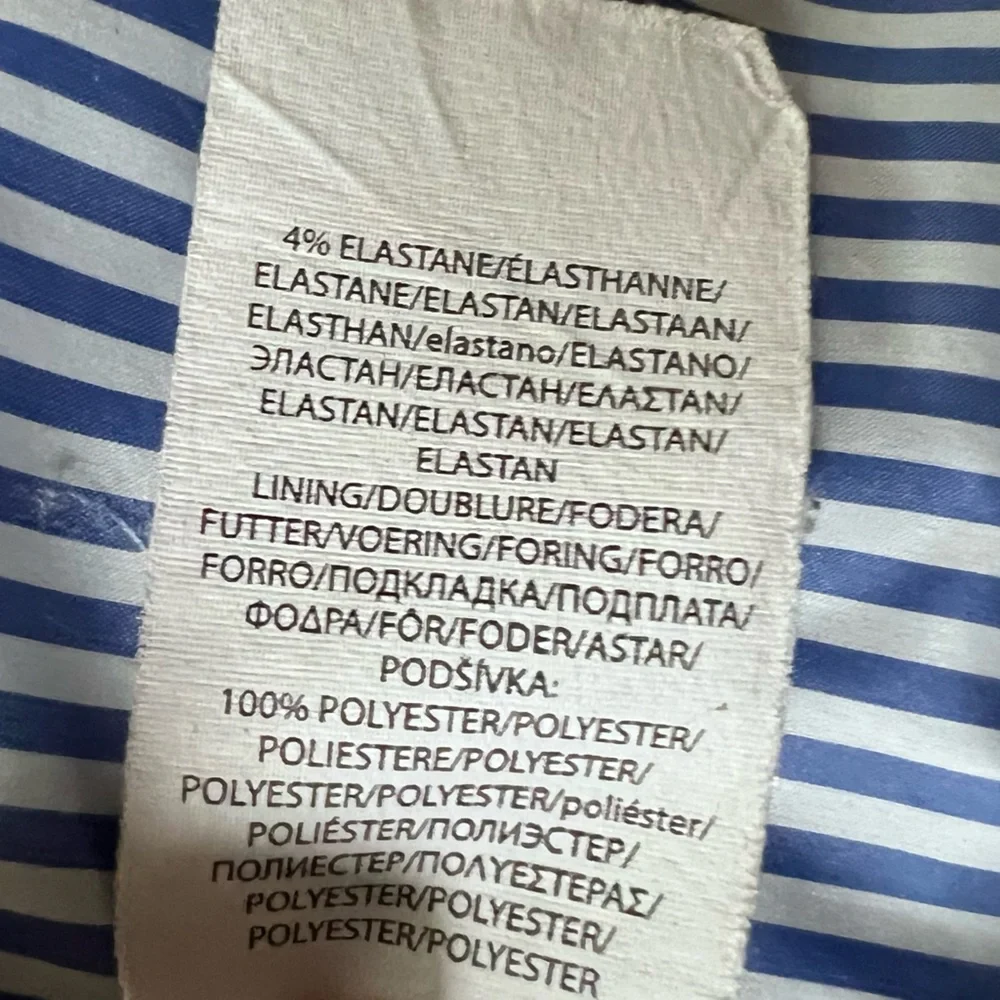 4% ELASTANE/ÉLASTHANNE/
ELASTANE/ELASTAN/ELASTAAN/
ELASTHAN/elastano/ELASTANO/
ЭЛАСТАН/ЕЛАСТАН/ΕΛΑΣΤΑΝ/
ELASTAN/ELASTAN/ELASTAN/
ELASTAN
LINING/DOUBLURE/FODERA/
FUTTER/VOERING/FORING/FORRO/
FORRO/ПОДКЛАДКА/ПОДПЛАТА/
ΦΟΔΡΑ/FÔR/FODER/ASTAR/
PODŠÍVKA:
100% POLYESTER/POLYESTER/
POLIESTERE/POLYESTER/
POLYESTER/POLYESTER/poliéster/
POLIÉSTER/ПОЛИЭСТЕР/
ПОЛИЕСТЕР/ΠΟΛΥΕΣΤΕΡΑΣ/
POLYESTER/POLYESTER/
POLYESTER/POLYESTER